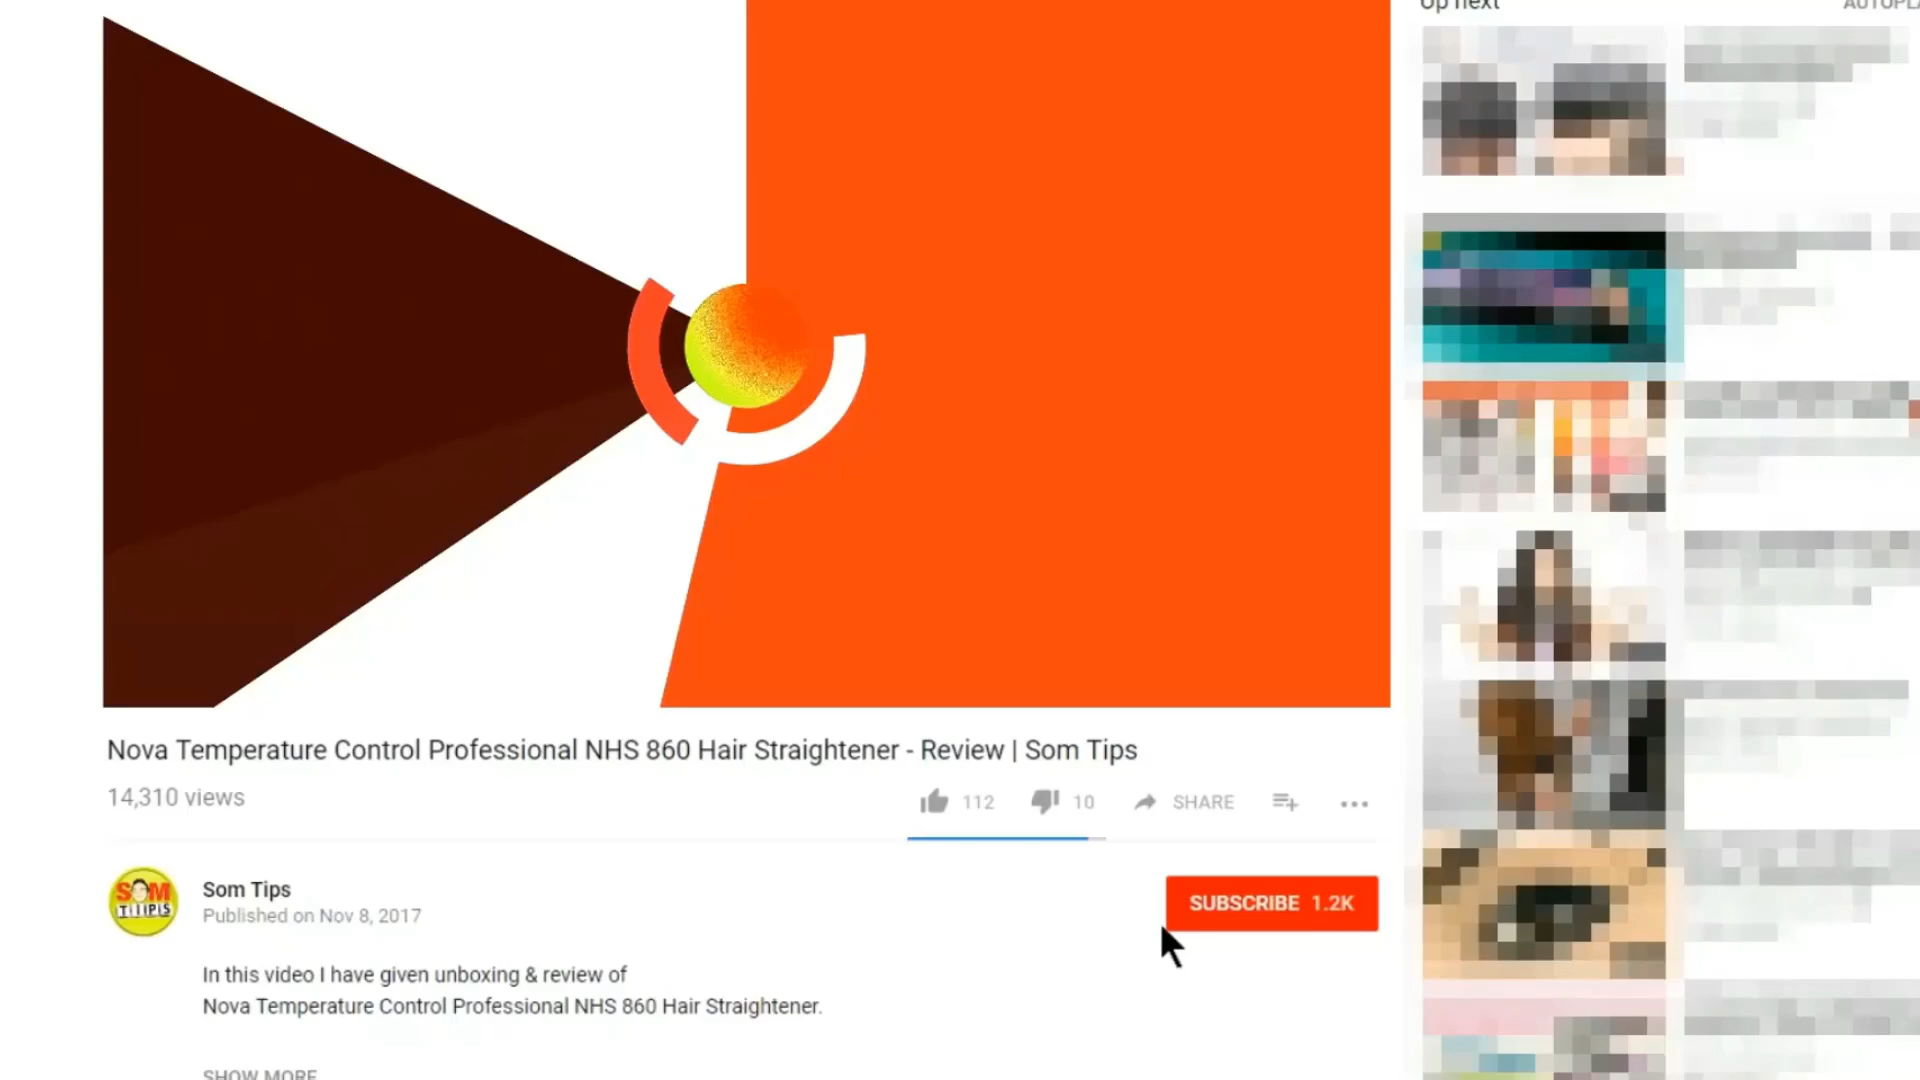 Up next
Nova Temperature Control Professional NHS 860 Hair Straightener - Review | Som Tips
14,310 views
112
10
SHARE
SOM
TIIPS
Som Tips
Published on Nov 8, 2017
SUBSCRIBE 1.2K
In this video I have given unboxing & review of
Nova Temperature Control Professional NHS 860 Hair Straightener.
SHOW MORE